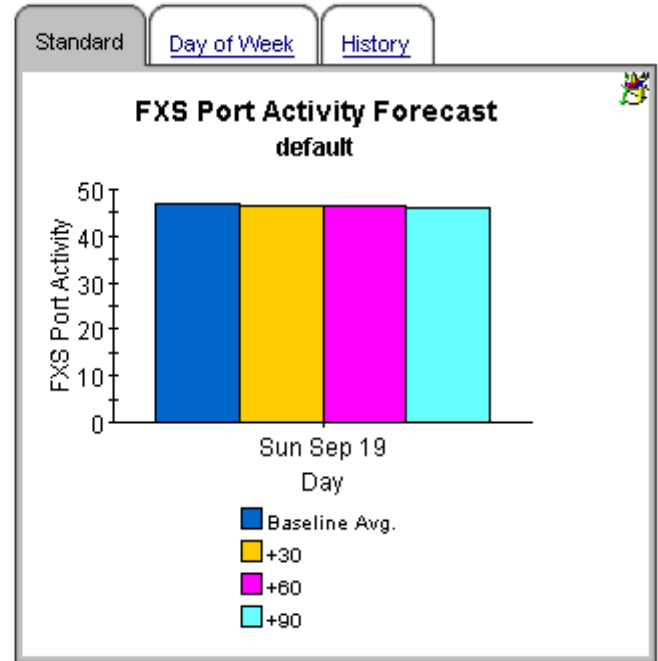 Standard
Day of Week
History
FXS Port Activity Forecast
default
FXS Port Activity
50
40
30
20
10
0
Sun Sep 19
Day
Baseline Avg.
+30
+60
+90